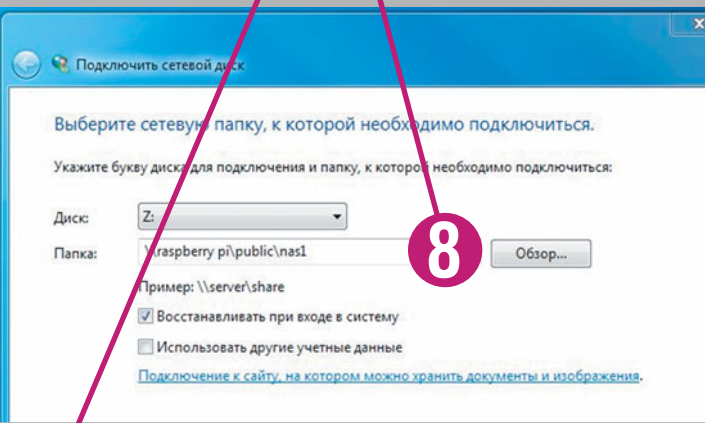 Подключить сетевой диск
Выберите сетевую папку, к которой необходимо подключиться.
Укажите букву диска для подключения и папку, к которой необходимо подключиться:
Диск: Z:
Папка: \\raspberry pi\public\nas1 8 Обзор...
Пример: \\server\share
Восстанавливать при входе в систему
Использовать другие учетные данные
Подключение к сайту, на котором можно хранить документы и изображения.